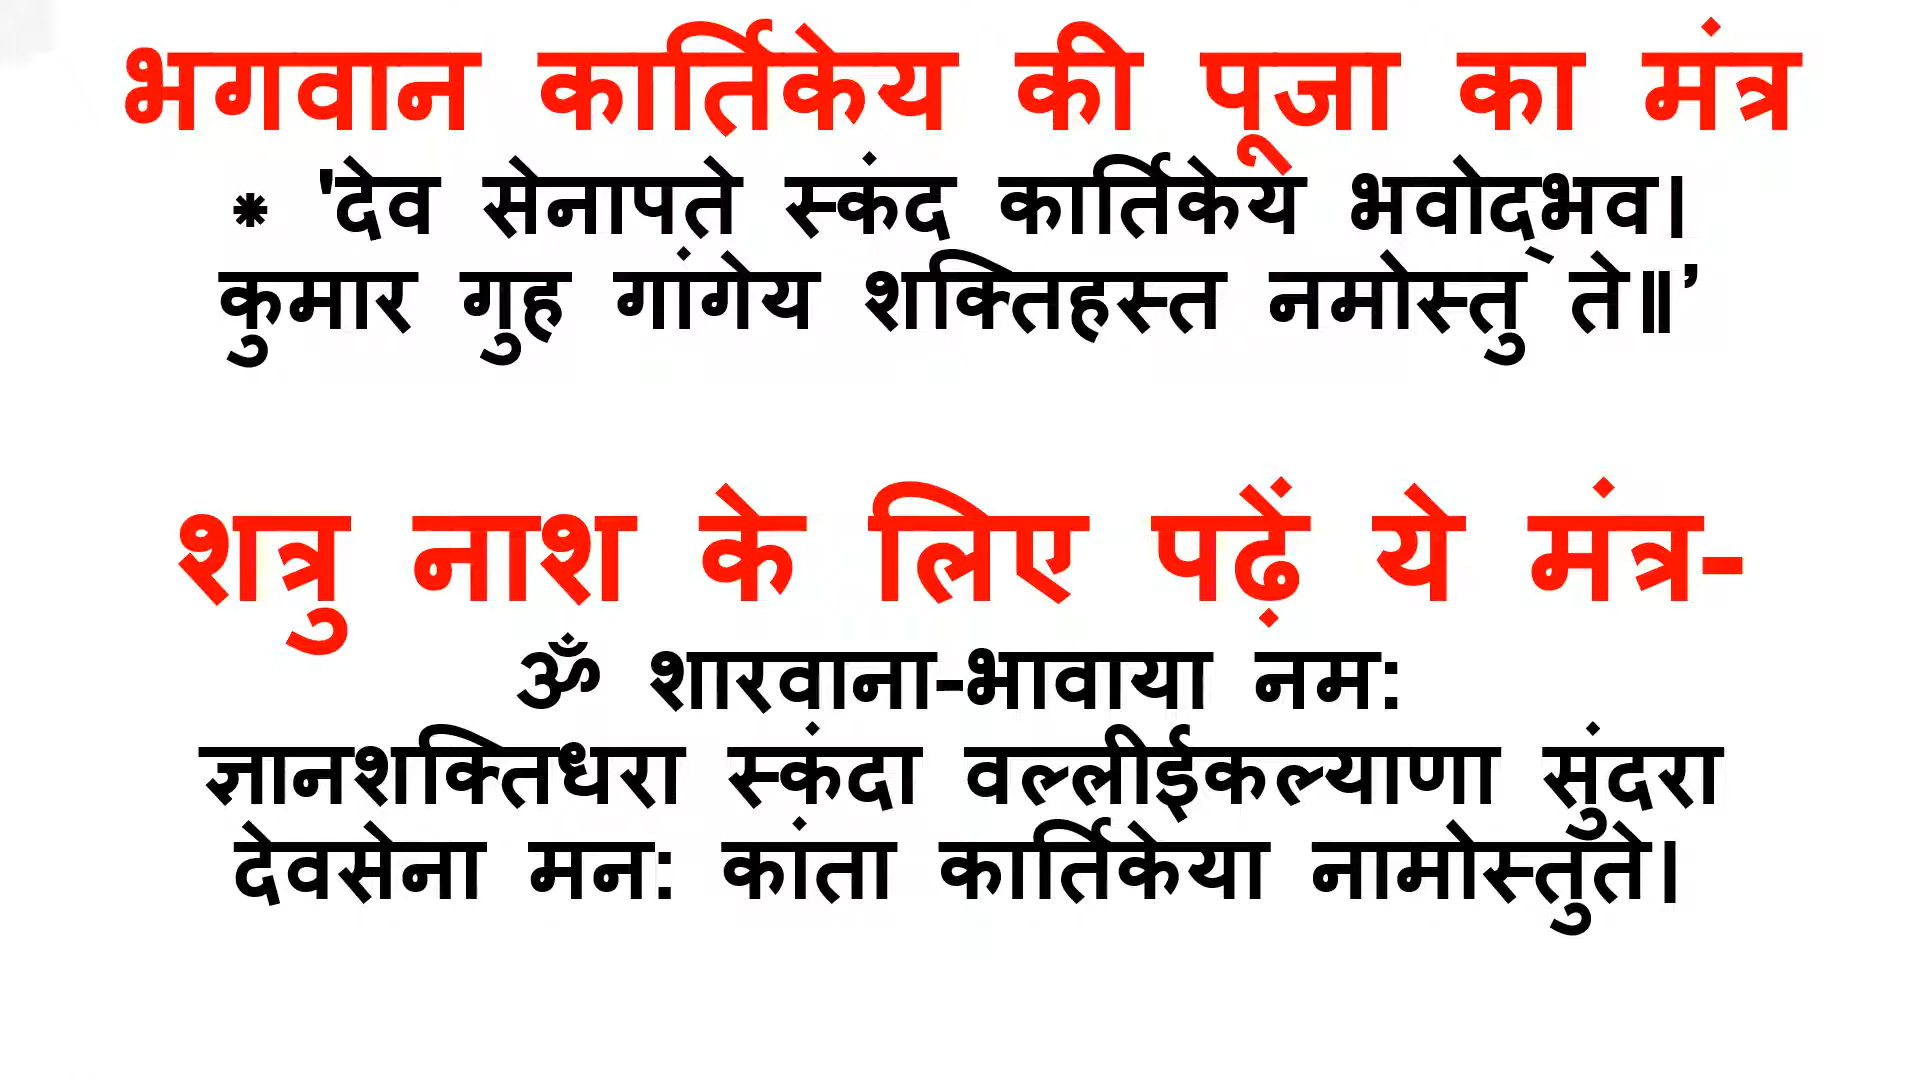 भगवान कार्तिकेय की पूजा का मंत्र
* 'देव सेनापते स्कंद कार्तिकेय भवोद्‌भव।
कुमार गुह गांगेय शक्तिहस्त नमोस्तु ते॥’
शत्रु नाश के लिए पढ़ें ये मंत्र-
ॐ शारवाना-भावाया नम:
ज्ञानशक्तिधरा स्कंदा वल्लीईकल्याणा सुंदरा
देवसेना मन: कांता कार्तिकेया नामोस्तुते।